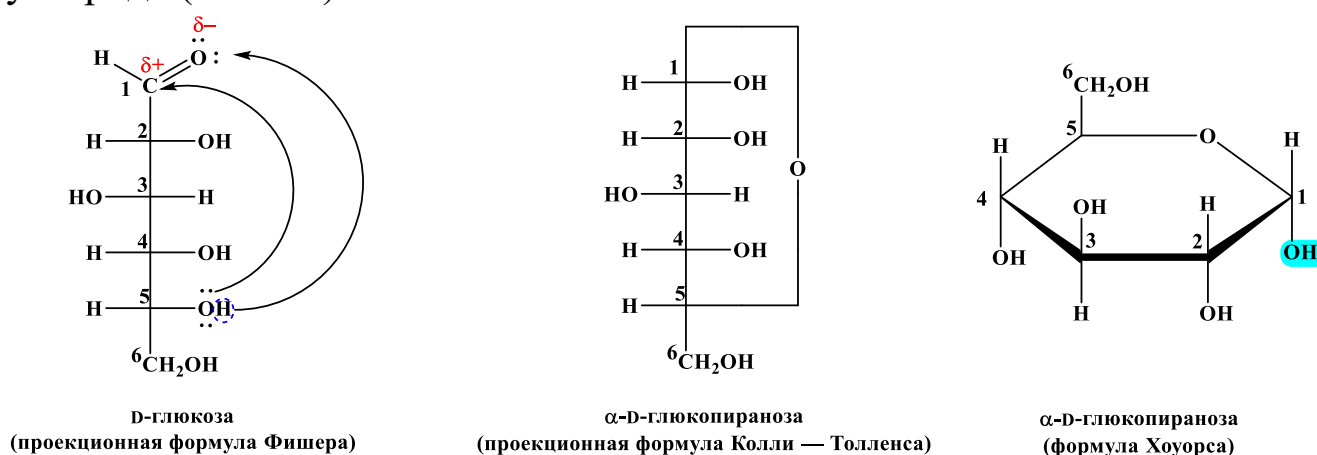 δ−
H δ+ O
1 C
H 2 OH
HO 3 H
H 4 OH
H 5 OH
6 CH2OH
D-глюкоза
(проекционная формула Фишера)
H 1 OH
H 2 OH
HO 3 H
H 4 OH
H 5
O
6 CH2OH
α-D-глюкопираноза
(проекционная формула Колли — Толленса)
6 CH2OH
5 O
H H
4 1
OH H
3 2
OH OH
H OH
α-D-глюкопираноза
(формула Хоуорса)